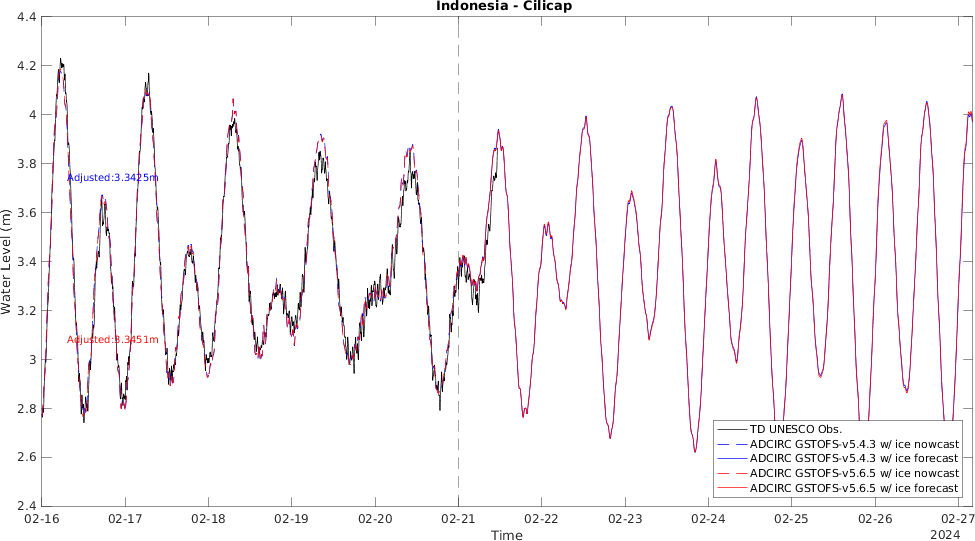 Indonesia - Cilicap
4.4
4.2
4
3.8
3.6
3.4
3.2
3
2.8
2.6
2.4
Water Level (m)
Adjusted:3.3425m
Adjusted:3.3451m
TD UNESCO Obs.
ADCIRC GSTOFS-v5.4.3 w/ ice nowcast
ADCIRC GSTOFS-v5.4.3 w/ ice forecast
ADCIRC GSTOFS-v5.6.5 w/ ice nowcast
ADCIRC GSTOFS-v5.6.5 w/ ice forecast
02-16 02-17 02-18 02-19 02-20 02-21 02-22 02-23 02-24 02-25 02-26 02-27
Time
2024